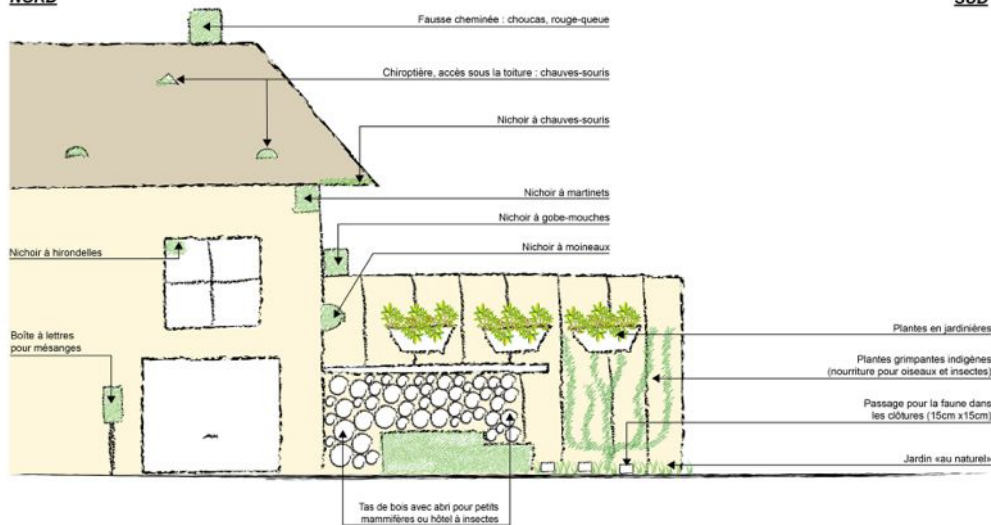 NORD
SUD
Fausse cheminée : choucas, rouge-queue
Chiroptière, accès sous la toiture : chauves-souris
Nichoir à chauves-souris
Nichoir à martinets
Nichoir à gobe-mouches
Nichoir à moineaux
Nichoir à hirondelles
Boîte à lettres
pour mésanges
Plantes en jardinières
Plantes grimpantes indigènes
(nourriture pour oiseaux et insectes)
Passage pour la faune dans
les clôtures (15cm x15cm)
Jardin «au naturel»
Tas de bois avec abri pour petits
mammifères ou hôtel à insectes